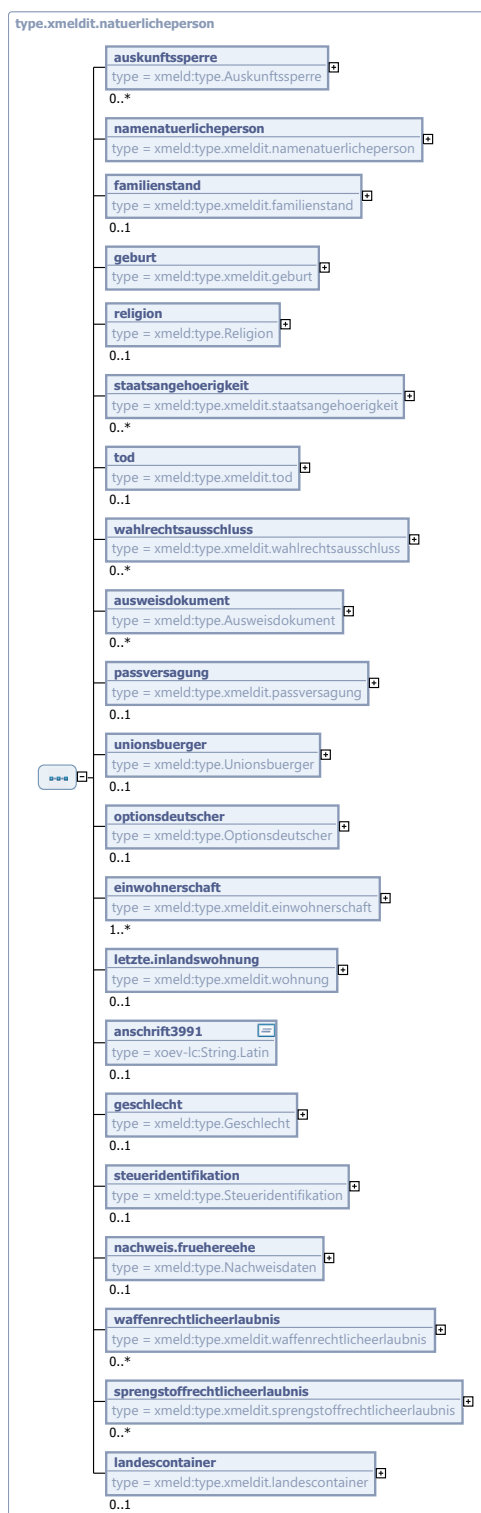 type.xmeldit.natuerlicheperson
auskunftssperre
type = xmeld:type.Auskunftssperre
0..*
namenatuerlicheperson
type = xmeld:type.xmeldit.namenatuerlicheperson
familienstand
type = xmeld:type.xmeldit.familienstand
0..1
geburt
type = xmeld:type.xmeldit.geburt
religion
type = xmeld:type.Religion
0..1
staatsangehoerigkeit
type = xmeld:type.xmeldit.staatsangehoerigkeit
0..*
tod
type = xmeld:type.xmeldit.tod
0..1
wahlrechtsausschluss
type = xmeld:type.xmeldit.wahlrechtsausschluss
0..*
ausweisdokument
type = xmeld:type.Ausweisdokument
0..*
passversagung
type = xmeld:type.xmeldit.passversagung
0..1
unionsbuerger
type = xmeld:type.Unionsbuerger
0..1
optionsdeutscher
type = xmeld:type.Optionsdeutscher
0..1
einwohnerschaft
type = xmeld:type.xmeldit.einwohnerschaft
1..*
letzte.inlandswohnung
type = xmeld:type.xmeldit.wohnung
0..1
anschrift3991
type = xoev-lc:String.Latin
0..1
geschlecht
type = xmeld:type.Geschlecht
0..1
steueridentifikation
type = xmeld:type.Steueridentifikation
0..1
nachweis.fruehereehe
type = xmeld:type.Nachweisdaten
0..1
waffenrechtlicheerlaubnis
type = xmeld:type.xmeldit.waffenrechtlicheerlaubnis
0..*
sprengstoffrechtlicheerlaubnis
type = xmeld:type.xmeldit.sprengstoffrechtlicheerlaubnis
0..*
landescontainer
type = xmeld:type.xmeldit.landescontainer
0..1